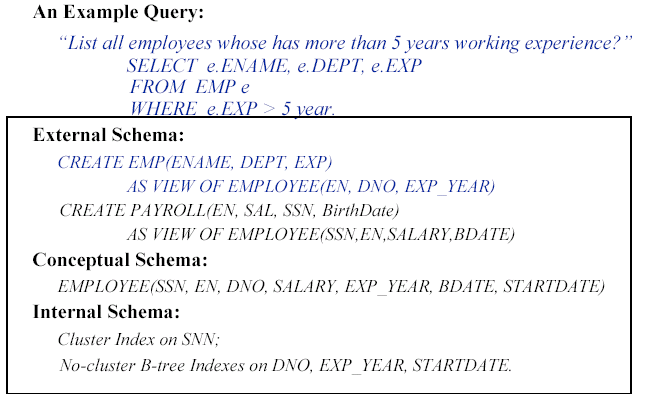 An Example Query:
“List all employees whose has more than 5 years working experience?”
SELECT e.ENAME, e.DEPT, e.EXP
FROM EMP e
WHERE e.EXP > 5 year.
External Schema:
CREATE EMP(ENAME, DEPT, EXP)
AS VIEW OF EMPLOYEE(EN, DNO, EXP_YEAR)
CREATE PAYROLL(EN, SAL, SSN, BirthDate)
AS VIEW OF EMPLOYEE(SSN,EN,SALARY,BDATE)
Conceptual Schema:
EMPLOYEE(SSN, EN, DNO, SALARY, EXP_YEAR, BDATE, STARTDATE)
Internal Schema:
Cluster Index on SNN;
No-cluster B-tree Indexes on DNO, EXP_YEAR, STARTDATE.